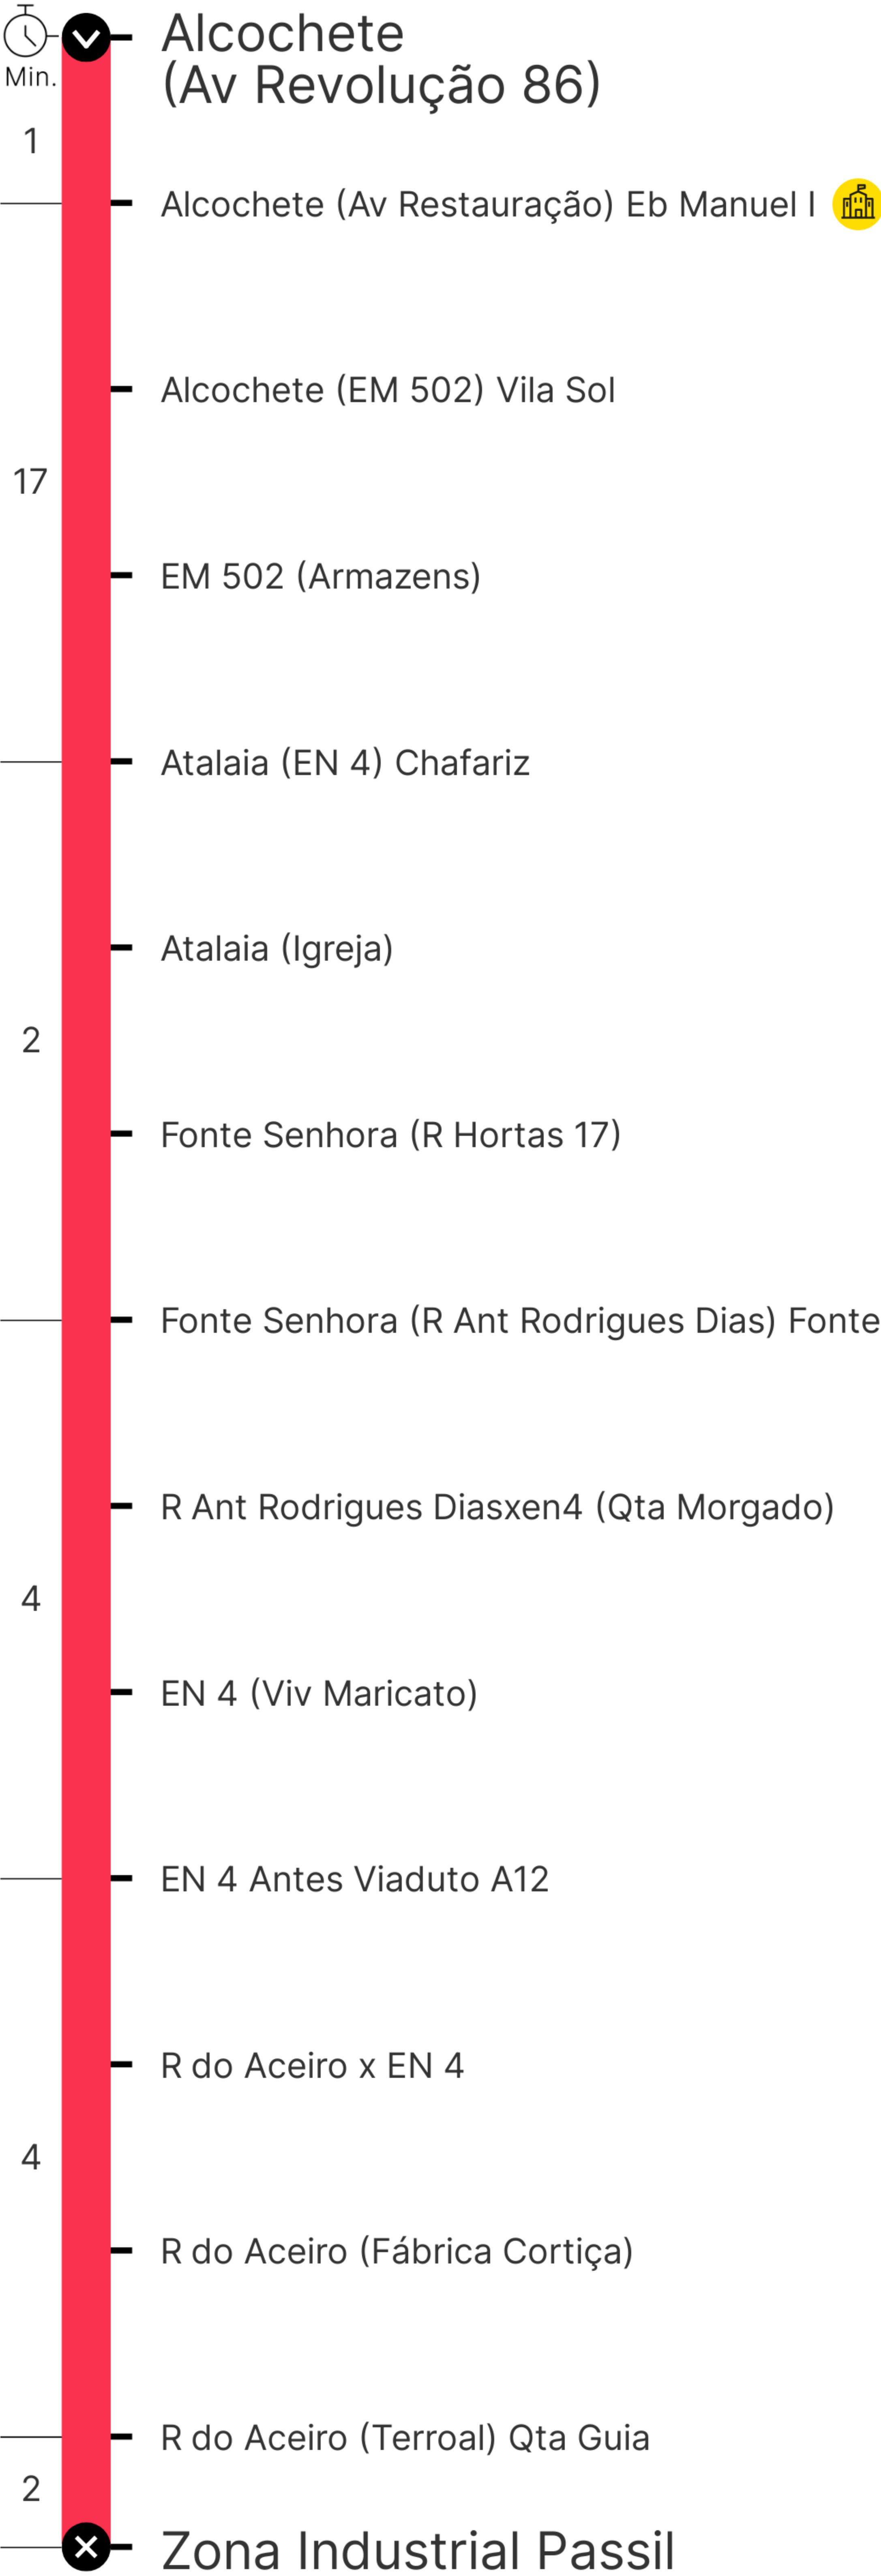 Min.
Alcochete
(Av Revolução 86)
1
Alcochete (Av Restauração) Eb Manuel I
Alcochete (EM 502) Vila Sol
17
EM 502 (Armazens)
Atalaia (EN 4) Chafariz
Atalaia (Igreja)
2
Fonte Senhora (R Hortas 17)
Fonte Senhora (R Ant Rodrigues Dias) Fonte
R Ant Rodrigues Diasxen4 (Qta Morgado)
4
EN 4 (Viv Maricato)
EN 4 Antes Viaduto A12
R do Aceiro x EN 4
4
R do Aceiro (Fábrica Cortiça)
R do Aceiro (Terroal) Qta Guia
2
Zona Industrial Passil